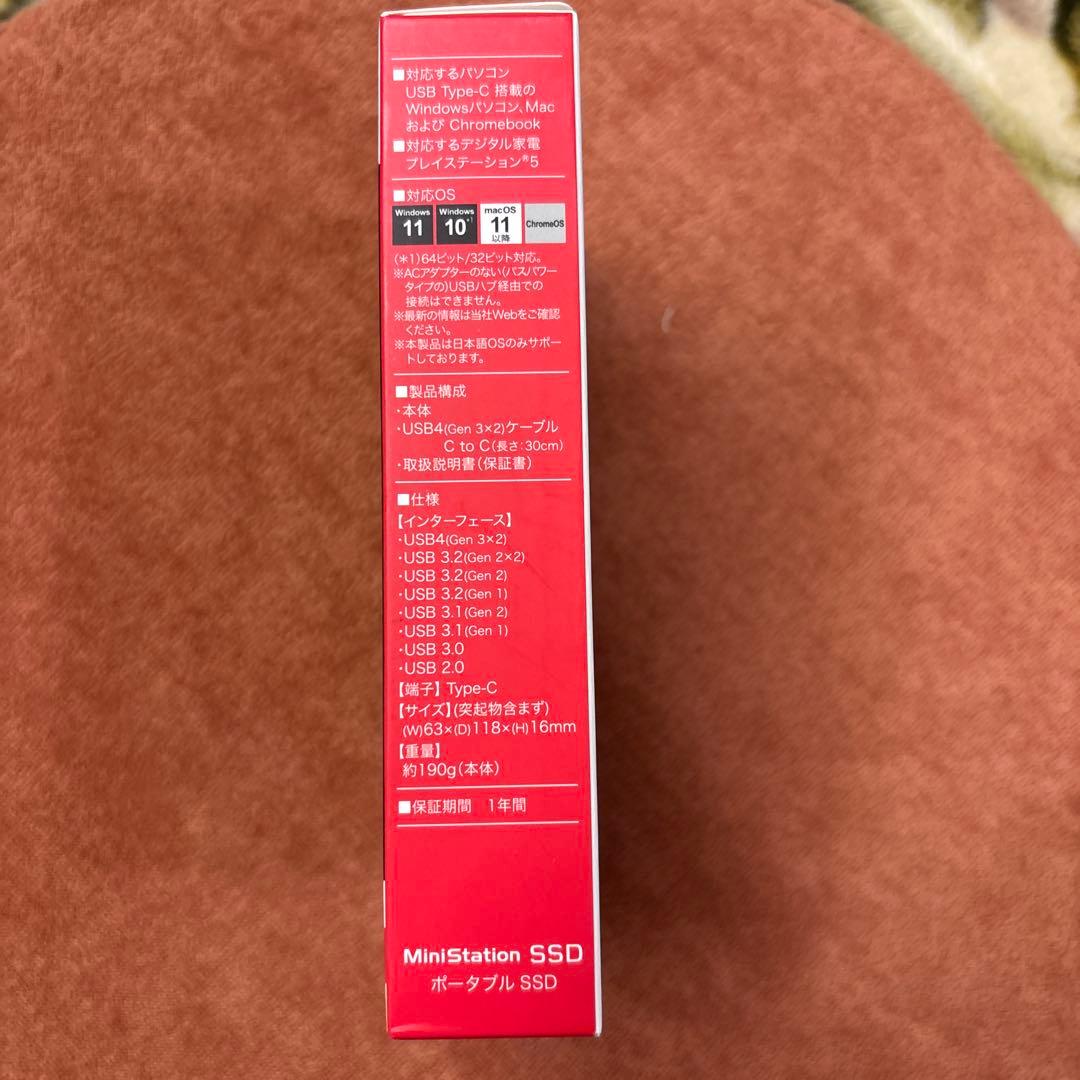 ■対応するパソコン
USB Type-C 搭載の
Windowsパソコン、Mac
および Chromebook
■対応するデジタル家電
プレイステーション®5
■対応OS
Windows 11 Windows 10*1 macOS 11 以降 ChromeOS
(*1)64ビット/32ビット対応。
※ACアダプターのない(バスパワー
タイプの)USBハブ経由での
接続はできません。
※最新の情報は当社Webをご確認
ください。
※本製品は日本語OSのみサポー
トしております。
■製品構成
・本体
・USB4(Gen 3×2)ケーブル
C to C(長さ:30cm)
・取扱説明書(保証書)
■仕様
【インターフェース】
・USB4(Gen 3×2)
・USB 3.2(Gen 2×2)
・USB 3.2(Gen 2)
・USB 3.2(Gen 1)
・USB 3.1(Gen 2)
・USB 3.1(Gen 1)
・USB 3.0
・USB 2.0
【端子】Type-C
【サイズ】(突起物含まず)
(W)63×(D)118×(H)16mm
【重量】
約190g(本体)
■保証期間 1年間
MiniStation SSD
ポータブル SSD